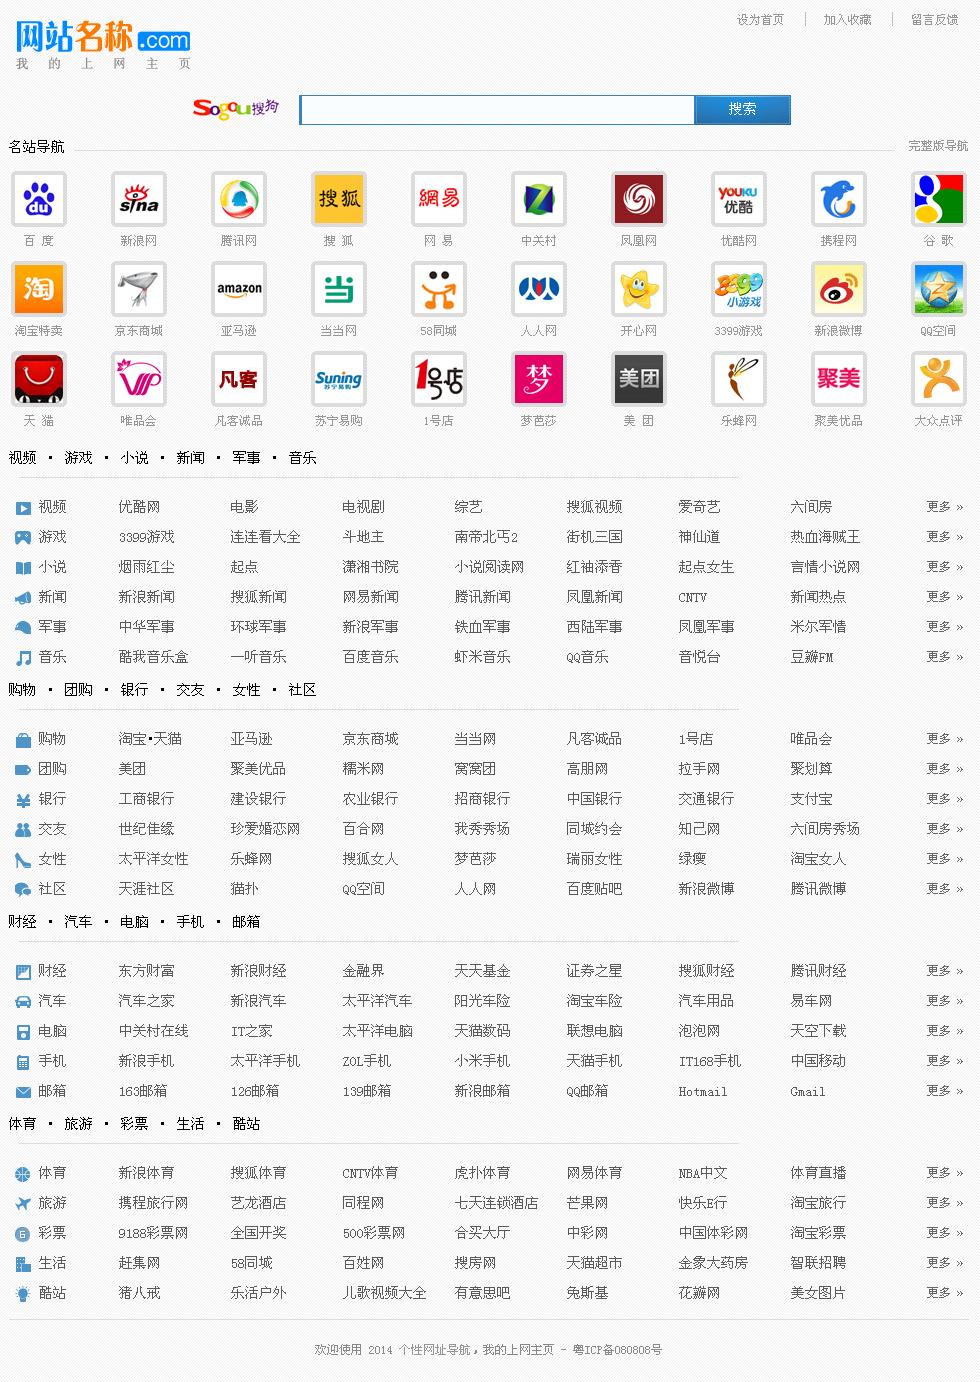 设为首页 加入收藏 留言反馈
网站名称.com
我的上网主页
Sogou搜狗 搜索
名站导航 完整版导航
du sina 搜狐 網易 YOUKU优酷
百 度 新浪网 腾讯网 搜 狐 网 易 中关村 凤凰网 优酷网 携程网 谷 歌
淘 amazon 当 3399小游戏
淘宝特卖 京东商城 亚马逊 当当网 58同城 人人网 开心网 3399游戏 新浪微博 QQ空间
VIP 凡客 Suning苏宁易购 1号店 梦 美团 聚美
天 猫 唯品会 凡客诚品 苏宁易购 1号店 梦芭莎 美 团 乐蜂网 聚美优品 大众点评
视频 · 游戏 · 小说 · 新闻 · 军事 · 音乐
视频 优酷网 电影 电视剧 综艺 搜狐视频 爱奇艺 六间房 更多 »
游戏 3399游戏 连连看大全 斗地主 南帝北丐2 街机三国 神仙道 热血海贼王 更多 »
小说 烟雨红尘 起点 潇湘书院 小说阅读网 红袖添香 起点女生 言情小说网 更多 »
新闻 新浪新闻 搜狐新闻 网易新闻 腾讯新闻 凤凰新闻 CNTV 新闻热点 更多 »
军事 中华军事 环球军事 新浪军事 铁血军事 西陆军事 凤凰军事 米尔军情 更多 »
音乐 酷我音乐盒 一听音乐 百度音乐 虾米音乐 QQ音乐 音悦台 豆瓣FM 更多 »
购物 · 团购 · 银行 · 交友 · 女性 · 社区
购物 淘宝•天猫 亚马逊 京东商城 当当网 凡客诚品 1号店 唯品会 更多 »
团购 美团 聚美优品 糯米网 窝窝团 高朋网 拉手网 聚划算 更多 »
银行 工商银行 建设银行 农业银行 招商银行 中国银行 交通银行 支付宝 更多 »
交友 世纪佳缘 珍爱婚恋网 百合网 我秀秀场 同城约会 知己网 六间房秀场 更多 »
女性 太平洋女性 乐蜂网 搜狐女人 梦芭莎 瑞丽女性 绿瘦 淘宝女人 更多 »
社区 天涯社区 猫扑 QQ空间 人人网 百度贴吧 新浪微博 腾讯微博 更多 »
财经 · 汽车 · 电脑 · 手机 · 邮箱
财经 东方财富 新浪财经 金融界 天天基金 证券之星 搜狐财经 腾讯财经 更多 »
汽车 汽车之家 新浪汽车 太平洋汽车 阳光车险 淘宝车险 汽车用品 易车网 更多 »
电脑 中关村在线 IT之家 太平洋电脑 天猫数码 联想电脑 泡泡网 天空下载 更多 »
手机 新浪手机 太平洋手机 ZOL手机 小米手机 天猫手机 IT168手机 中国移动 更多 »
邮箱 163邮箱 126邮箱 139邮箱 新浪邮箱 QQ邮箱 Hotmail Gmail 更多 »
体育 · 旅游 · 彩票 · 生活 · 酷站
体育 新浪体育 搜狐体育 CNTV体育 虎扑体育 网易体育 NBA中文 体育直播 更多 »
旅游 携程旅行网 艺龙酒店 同程网 七天连锁酒店 芒果网 快乐E行 淘宝旅行 更多 »
彩票 9188彩票网 全国开奖 500彩票网 合买大厅 中彩网 中国体彩网 淘宝彩票 更多 »
生活 赶集网 58同城 百姓网 搜房网 天猫超市 金象大药房 智联招聘 更多 »
酷站 猪八戒 乐活户外 儿歌视频大全 有意思吧 兔斯基 花瓣网 美女图片 更多 »
欢迎使用 2014 个性网址导航，我的上网主页 - 粤ICP备080808号